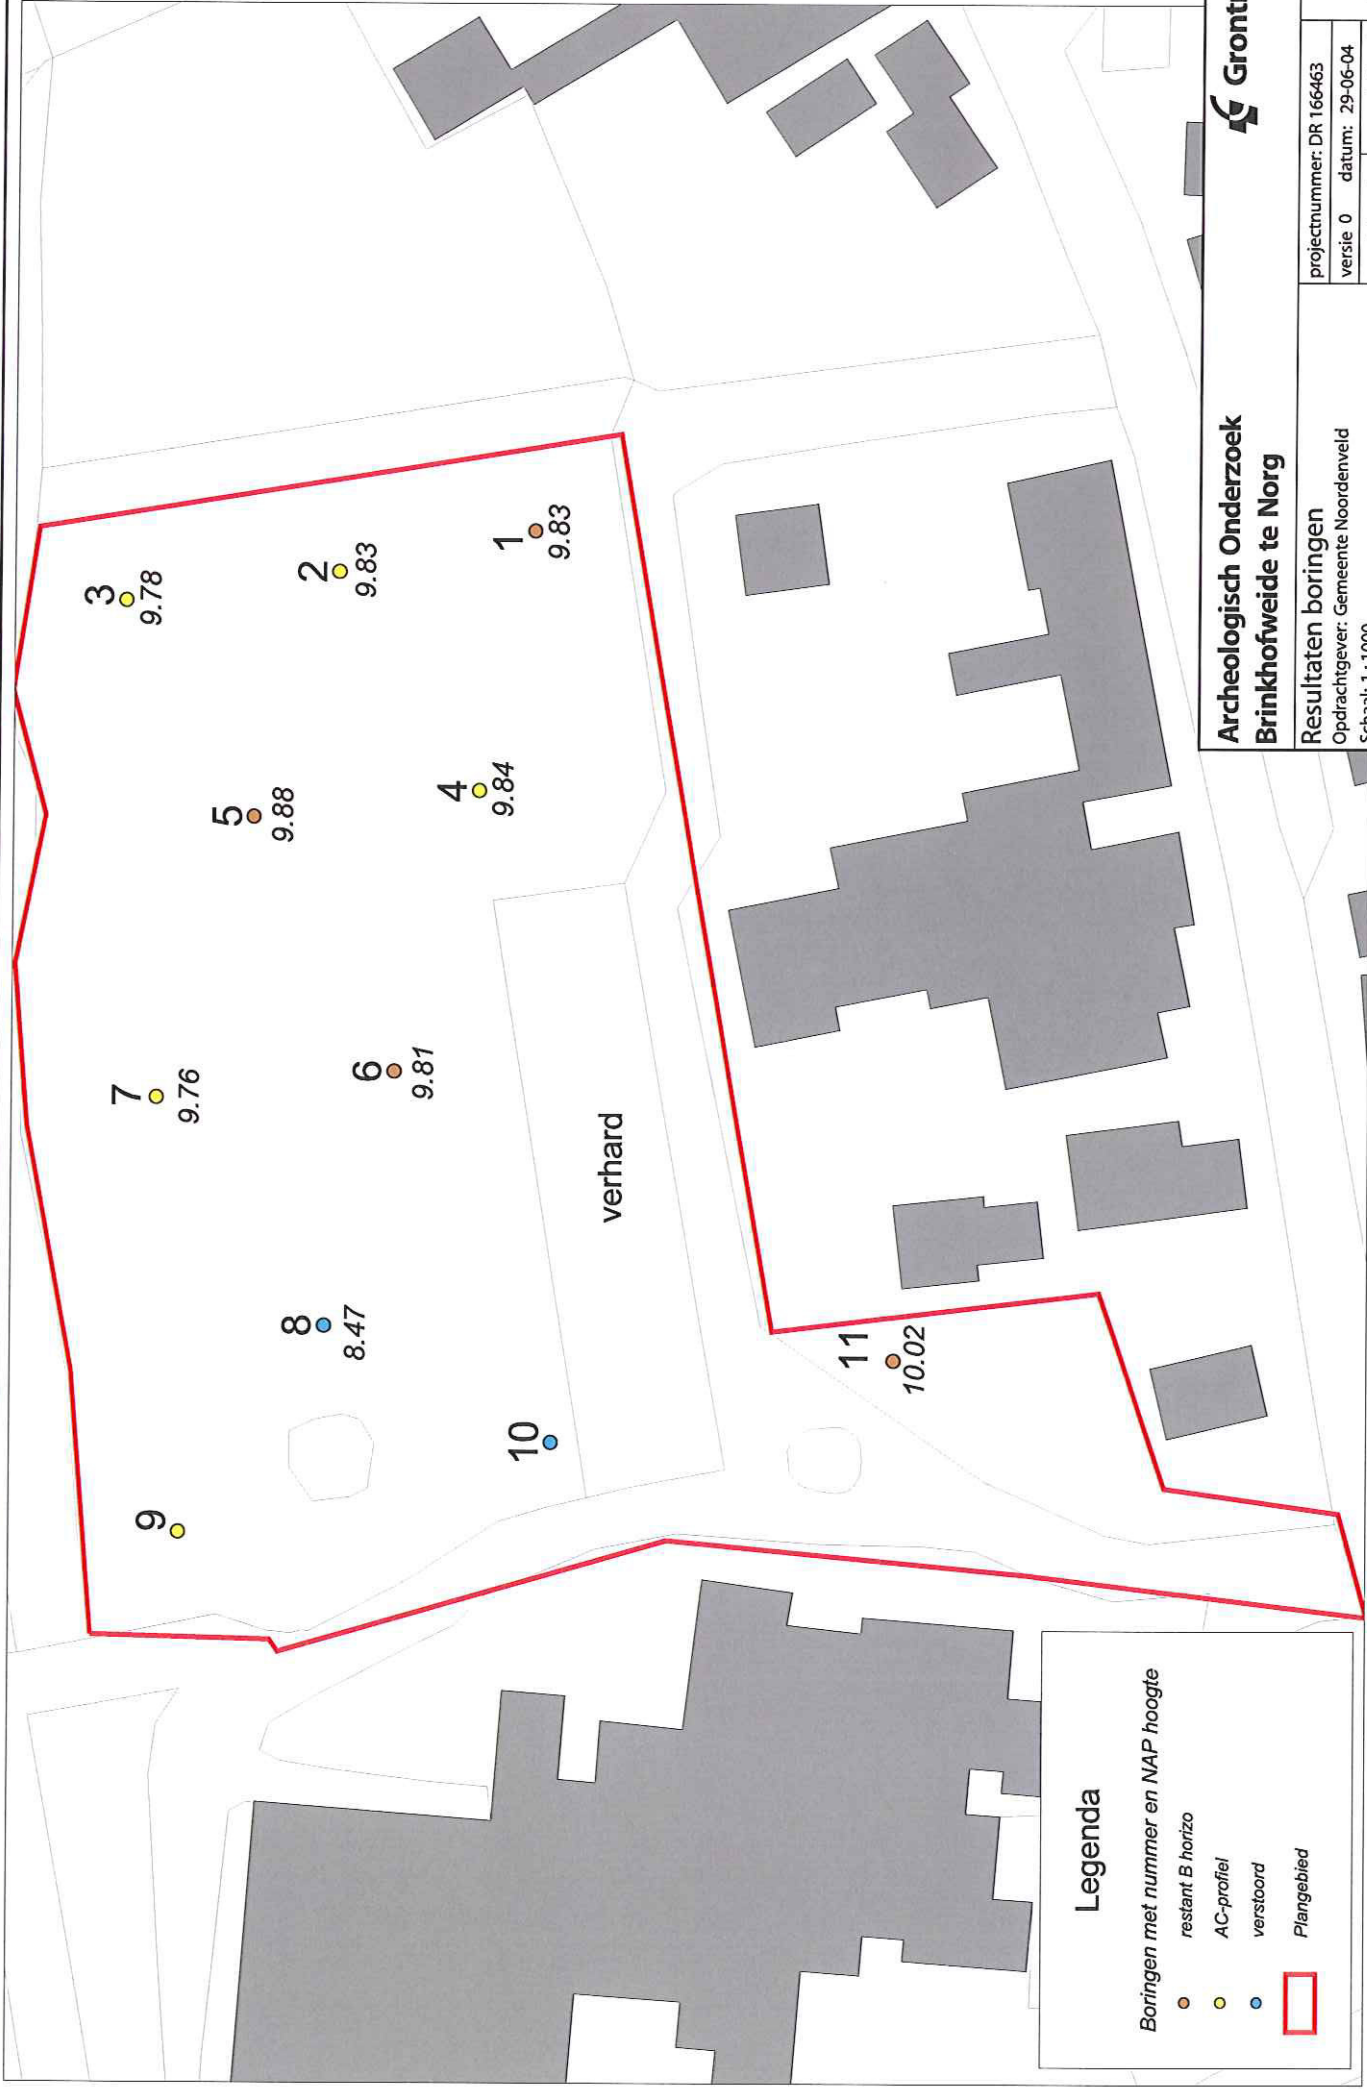 3
9.78
2
9.83
1
9.83
5
9.88
4
9.84
7
9.76
6
9.81
8
8.47
9
10
verhard
11
10.02
Legenda
Boringen met nummer en NAP hoogte
restant B horizo
AC-profiel
verstoord
Plangebied
Archeologisch Onderzoek
Brinkhofweide te Norg
Resultaten boringen
Opdrachtgever: Gemeente Noordenveld
Schaal: 1 : 1000
projectnummer: DR 166463
versie 0 datum: 29-06-04